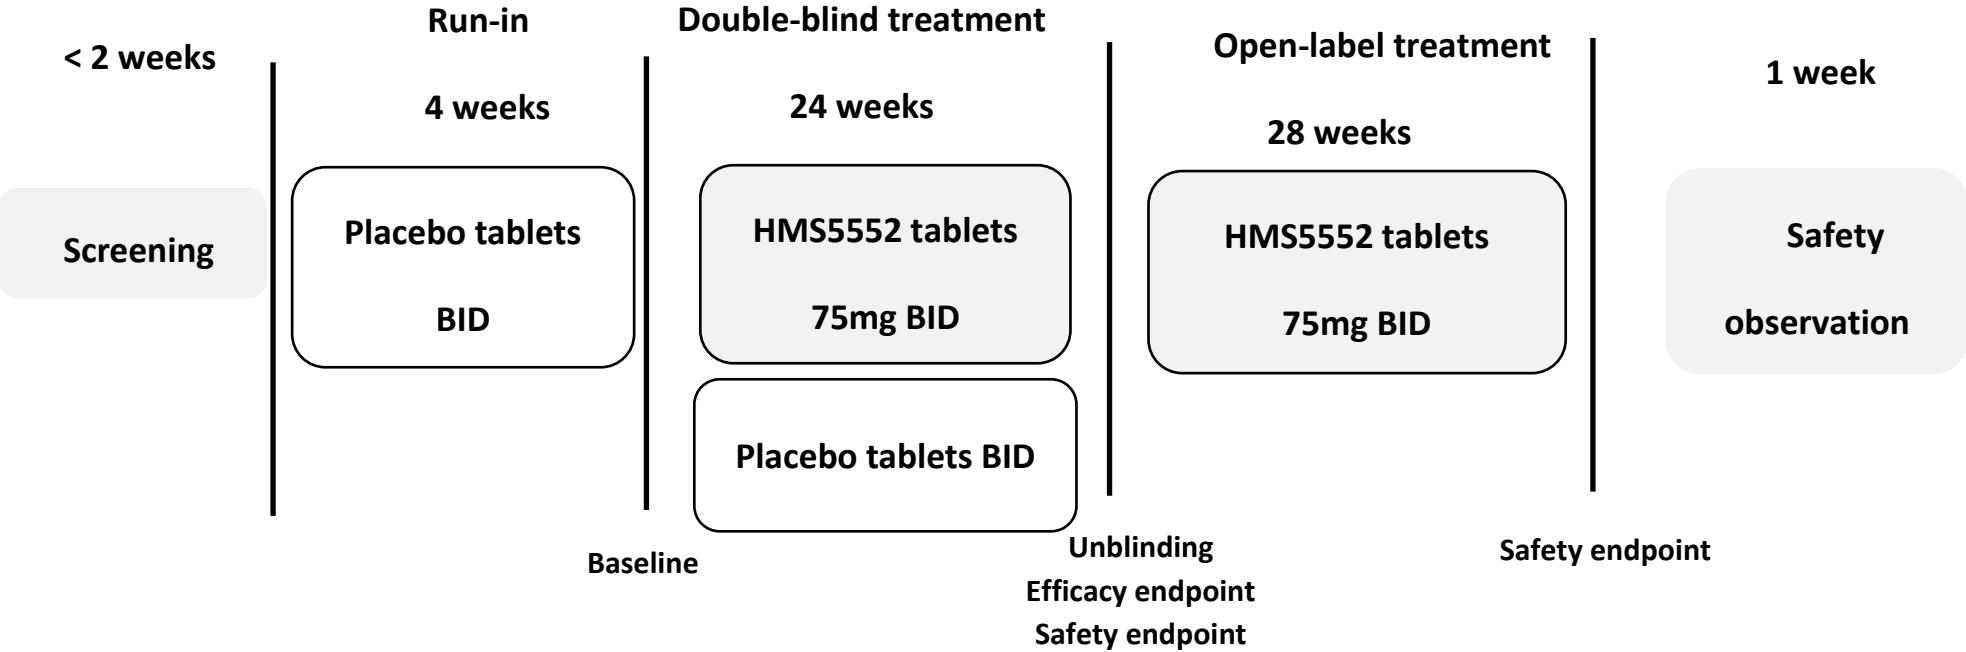 < 2 weeks
Run-in
4 weeks
Double-blind treatment
24 weeks
Open-label treatment
28 weeks
1 week
Screening
Placebo tablets
BID
HMS5552 tablets
75mg BID
Placebo tablets BID
HMS5552 tablets
75mg BID
Safety
observation
Baseline
Unblinding
Efficacy endpoint
Safety endpoint
Safety endpoint